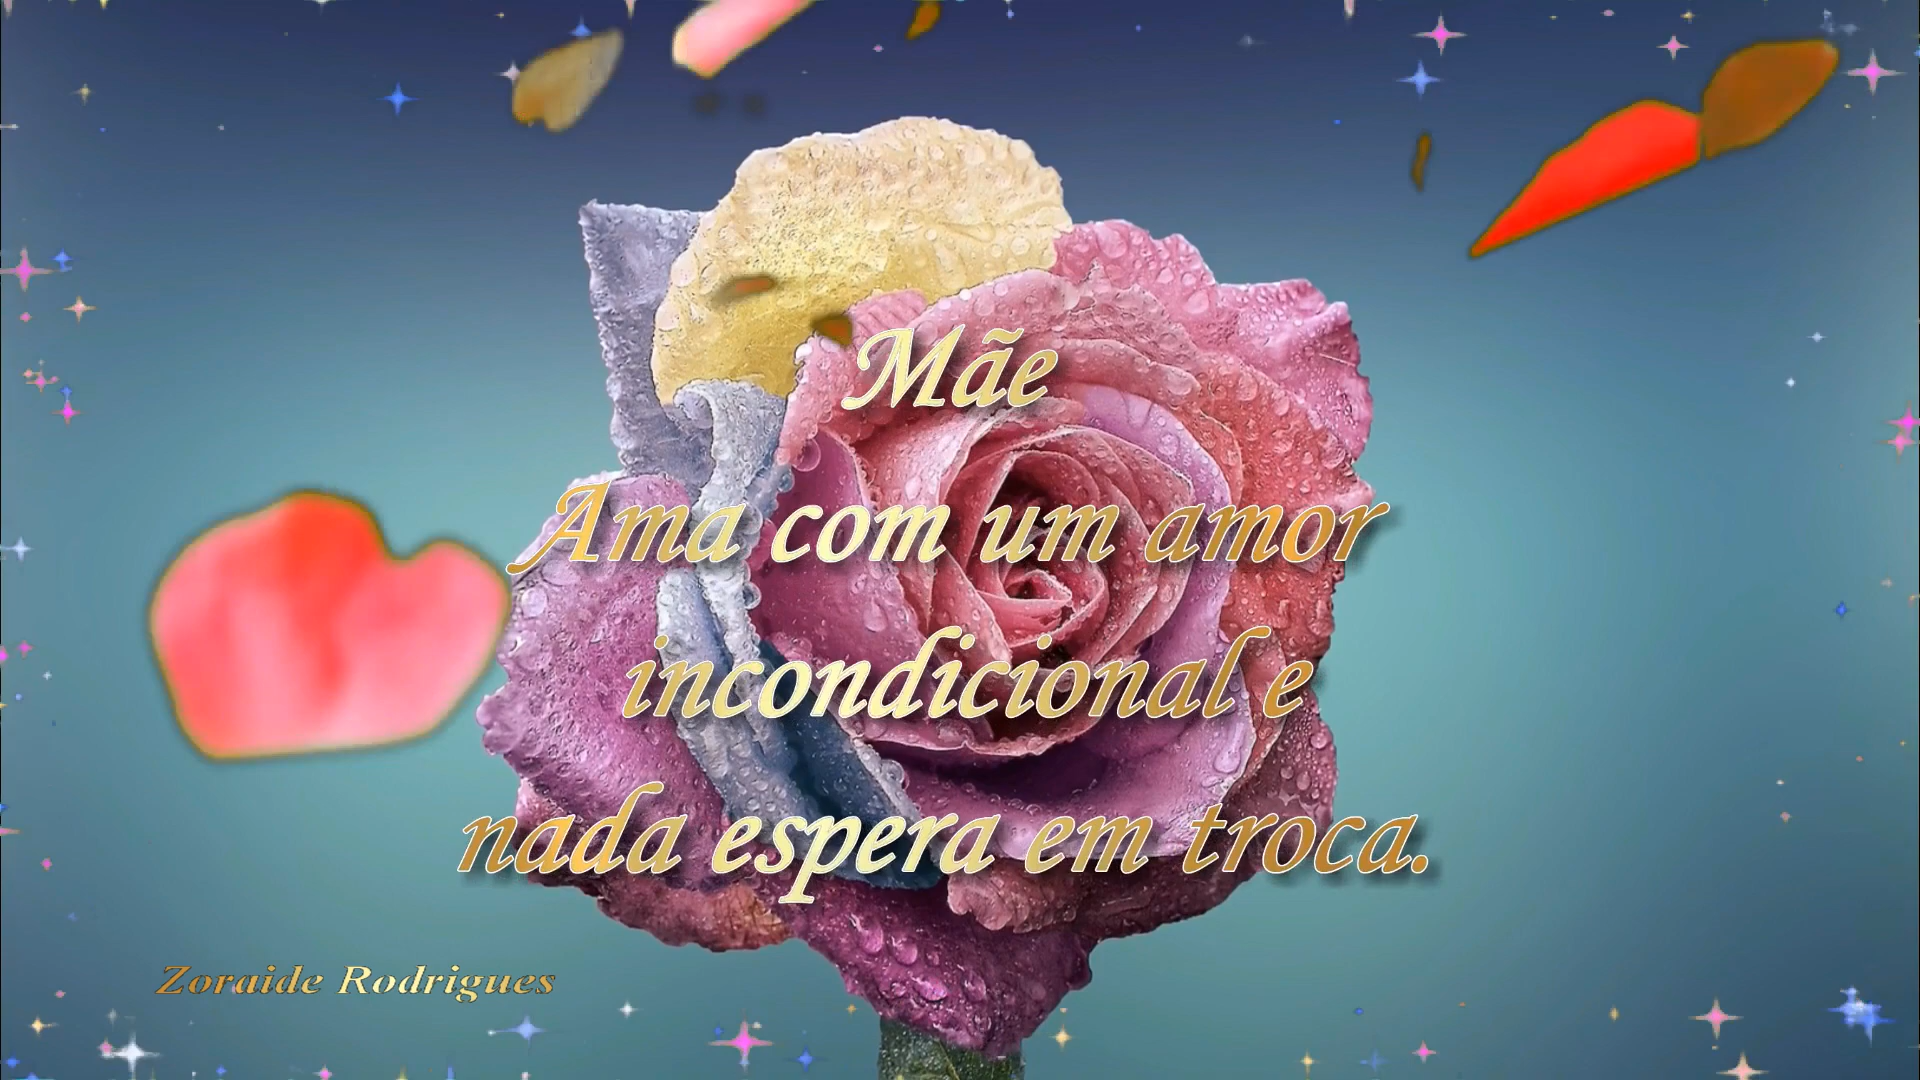 Mãe
Ama com um amor
incondicional e
nada espera em troca.
Zoraide Rodrigues